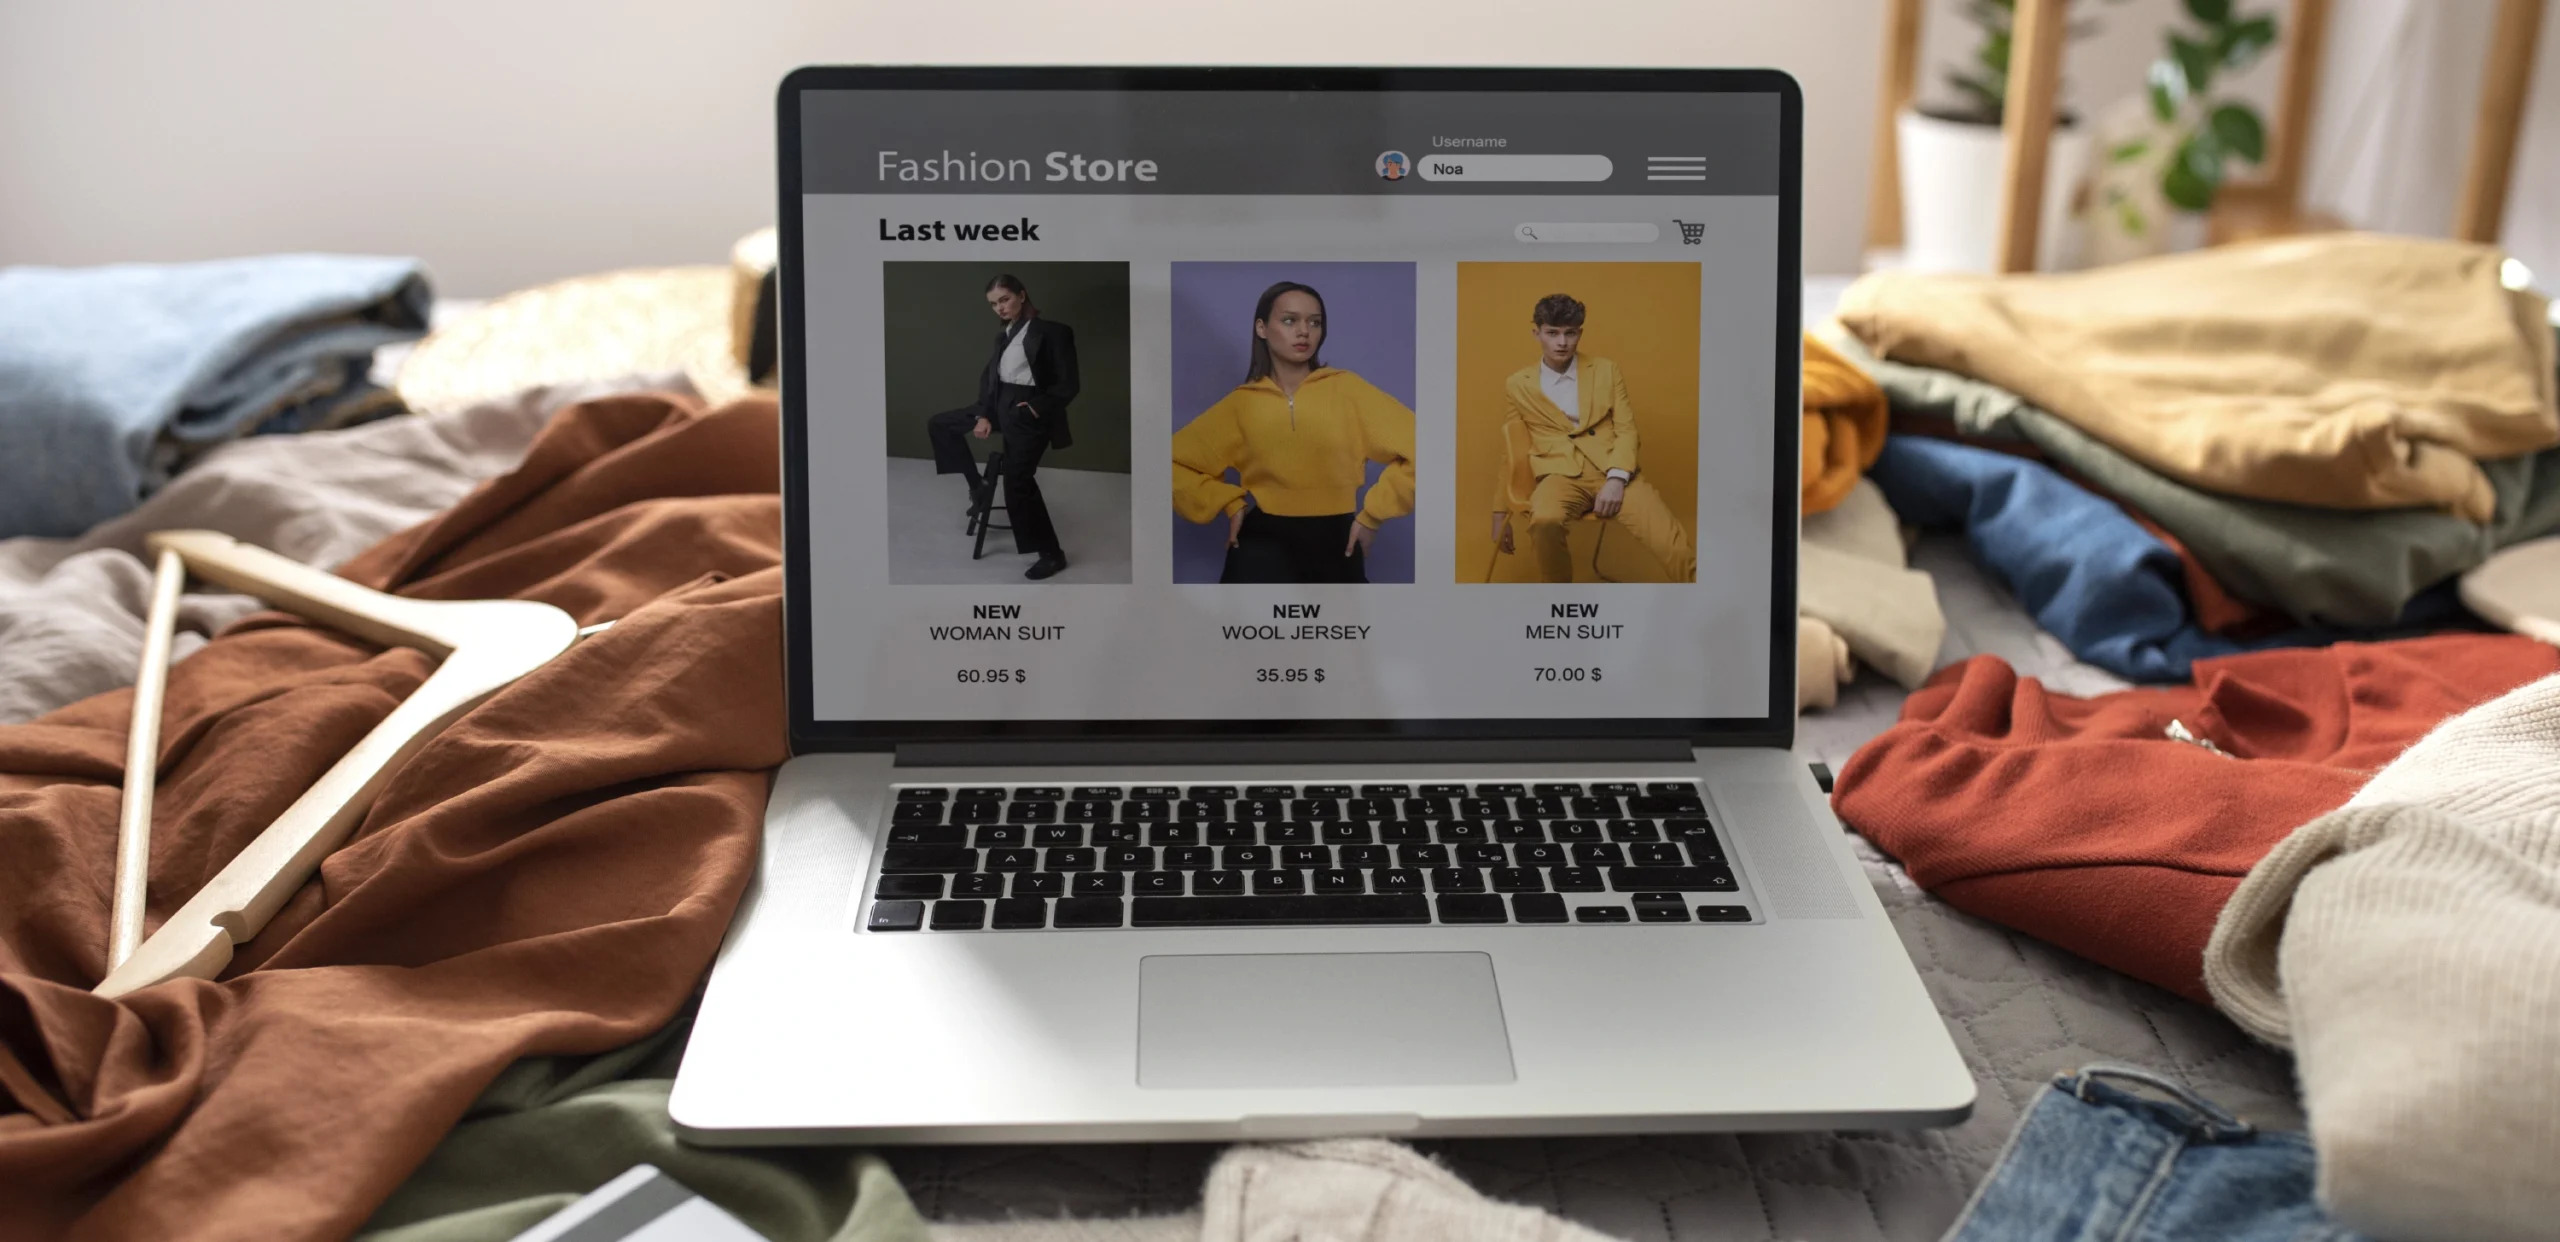 Fashion Store
Username
Noa
Last week
NEW
WOMAN SUIT
60.95 $
NEW
WOOL JERSEY
35.95 $
NEW
MEN SUIT
70.00 $
Q W E R T Z U I O P Ü
A S D F G H J K L Ö Ä #
Y X C V B N M
fn